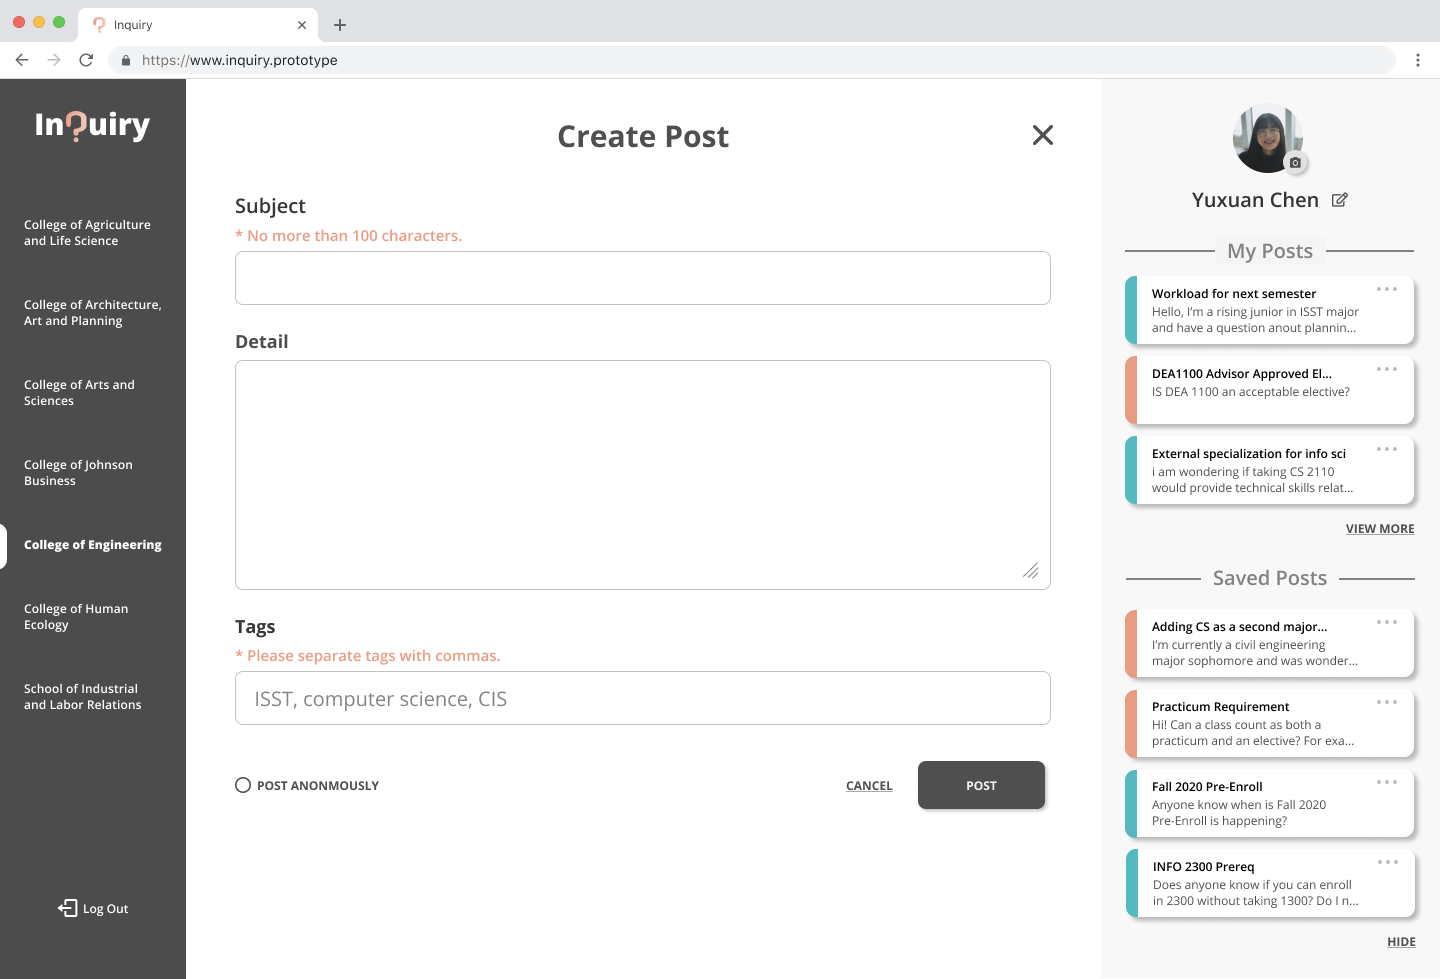 Inquiry
https://www.inquiry.prototype
In?uiry
College of Agriculture
and Life Science
College of Architecture,
Art and Planning
College of Arts and
Sciences
College of Johnson
Business
College of Engineering
College of Human
Ecology
School of Industrial
and Labor Relations
Log Out
Create Post
Subject
* No more than 100 characters.
Detail
Tags
* Please separate tags with commas.
ISST, computer science, CIS
POST ANONMOUSLY
CANCEL
POST
Yuxuan Chen
My Posts
Workload for next semester
Hello, I’m a rising junior in ISST major
and have a question anout plannin...
DEA1100 Advisor Approved El...
IS DEA 1100 an acceptable elective?
External specialization for info sci
i am wondering if taking CS 2110
would provide technical skills relat...
VIEW MORE
Saved Posts
Adding CS as a second major...
I’m currently a civil engineering
major sophomore and was wonder...
Practicum Requirement
Hi! Can a class count as both a
practicum and an elective? For exa...
Fall 2020 Pre-Enroll
Anyone know when is Fall 2020
Pre-Enroll is happening?
INFO 2300 Prereq
Does anyone know if you can enroll
in 2300 without taking 1300? Do I n...
HIDE